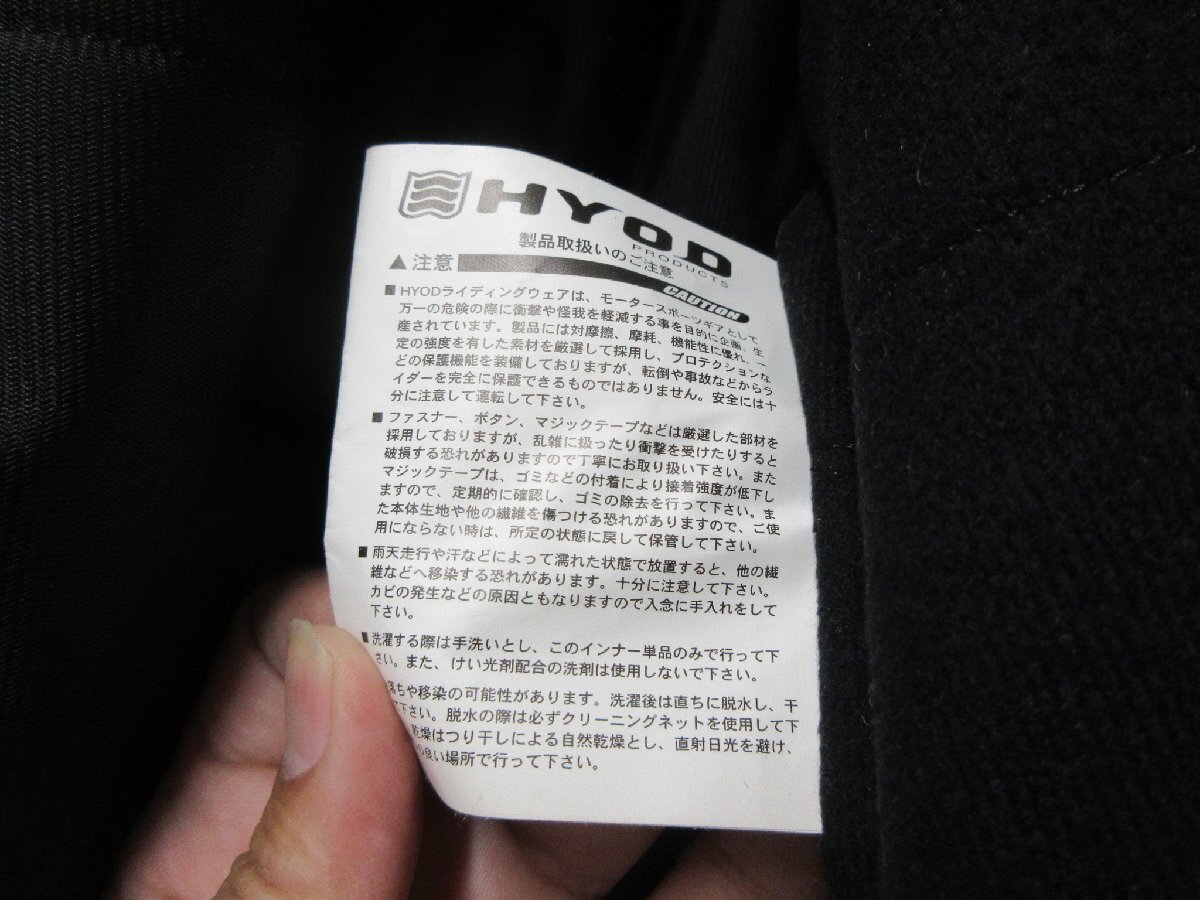 HYOD
PRODUCTS
製品取扱いのご注意
▲注意
CAUTION
■HYODライディングウェアは、モータースポーツギアとして
万一の危険の際に衝撃や怪我を軽減する事を目的に企画、生
産されています。製品には対摩擦、摩耗、機能性に優れ、一
定の強度を有した素材を厳選して採用し、プロテクションな
どの保護機能を装備しておりますが、転倒や事故などからラ
イダーを完全に保護できるものではありません。安全には十
分に注意して運転して下さい。
■ファスナー、ボタン、マジックテープなどは厳選した部材を
採用しておりますが、乱雑に扱ったり衝撃を受けたりすると
破損する恐れがありますので丁寧にお取り扱い下さい。また
マジックテープは、ゴミなどの付着により接着強度が低下し
ますので、定期的に確認し、ゴミの除去を行って下さい。ま
た本体生地や他の繊維を傷つける恐れがありますので、ご使
用にならない時は、所定の状態に戻して保管して下さい。
■雨天走行や汗などによって濡れた状態で放置すると、他の繊
維などへ移染する恐れがあります。十分に注意して下さい。
カビの発生などの原因ともなりますので入念に手入れをして
下さい。
■洗濯する際は手洗いとし、このインナー単品のみで行って下
さい。また、けい光剤配合の洗剤は使用しないで下さい。
落ちや移染の可能性があります。洗濯後は直ちに脱水し、干
下さい。脱水の際は必ずクリーニングネットを使用して下
乾燥はつり干しによる自然乾燥とし、直射日光を避け、
の良い場所で行って下さい。